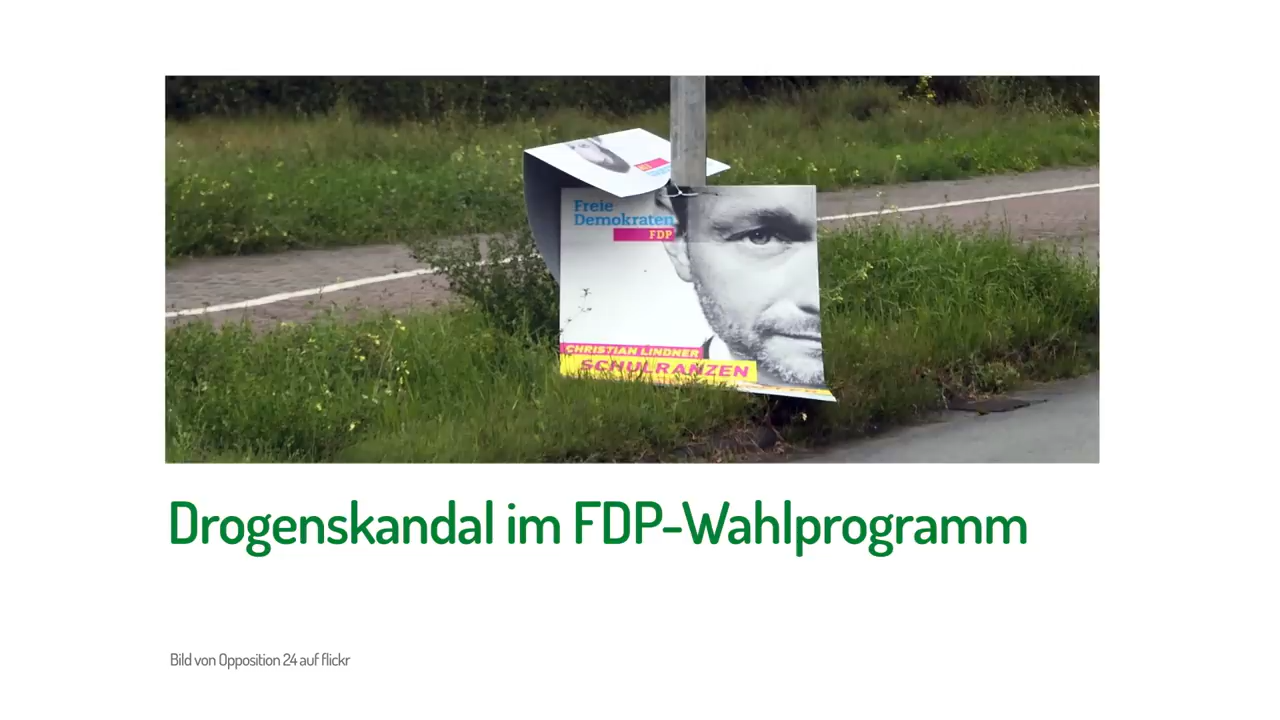 Freie
Demokraten
FDP
CHRISTIAN LINDNER
SCHULRANZEN
Drogenskandal im FDP-Wahlprogramm
Bild von Opposition 24 auf flickr